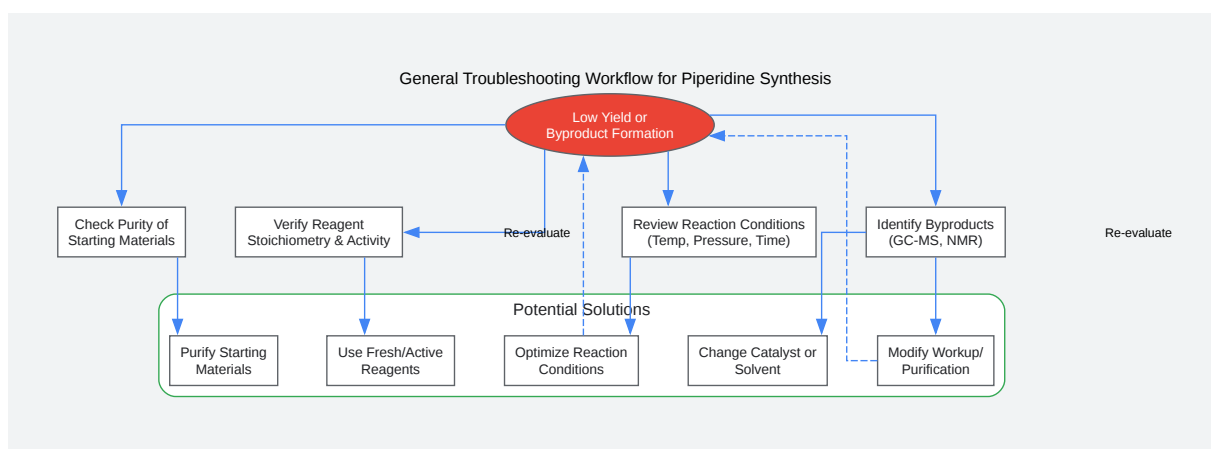 General Troubleshooting Workflow for Piperidine Synthesis
Low Yield or
Byproduct Formation
Check Purity of
Starting Materials
Verify Reagent
Stoichiometry & Activity
Re-evaluate
Review Reaction Conditions
(Temp, Pressure, Time)
Identify Byproducts
(GC-MS, NMR)
Re-evaluate
Potential Solutions
Purify Starting
Materials
Use Fresh/Active
Reagents
Optimize Reaction
Conditions
Change Catalyst or
Solvent
Modify Workup/
Purification